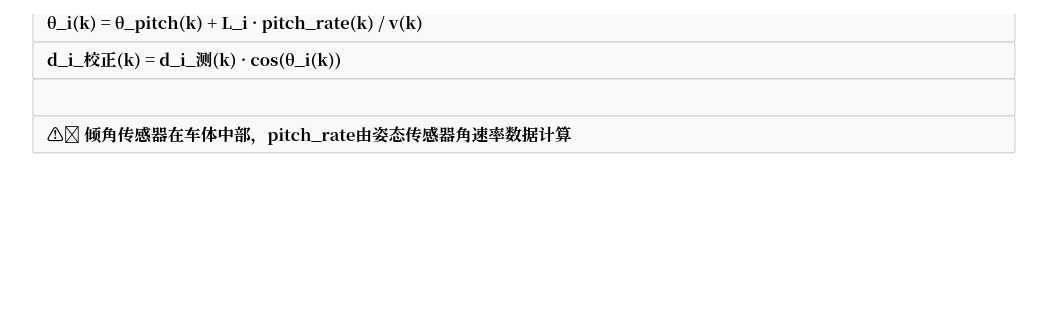 θ_i(k) = θ_pitch(k) + L_i · pitch_rate(k) / v(k)
d_i_校正(k) = d_i_测(k) · cos(θ_i(k))
⚠ 倾角传感器在车体中部，pitch_rate由姿态传感器角速率数据计算